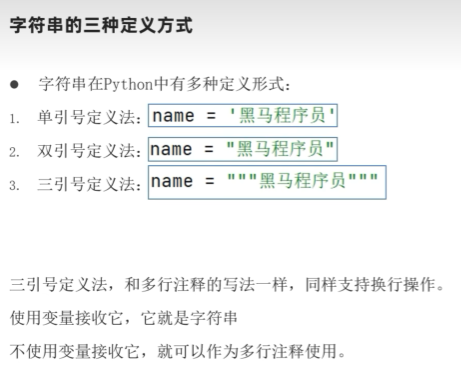 字符串的三种定义方式
● 字符串在Python中有多种定义形式：
1. 单引号定义法：name = '黑马程序员'
2. 双引号定义法：name = "黑马程序员"
3. 三引号定义法：name = """黑马程序员"""
三引号定义法，和多行注释的写法一样，同样支持换行操作。
使用变量接收它，它就是字符串
不使用变量接收它，就可以作为多行注释使用。